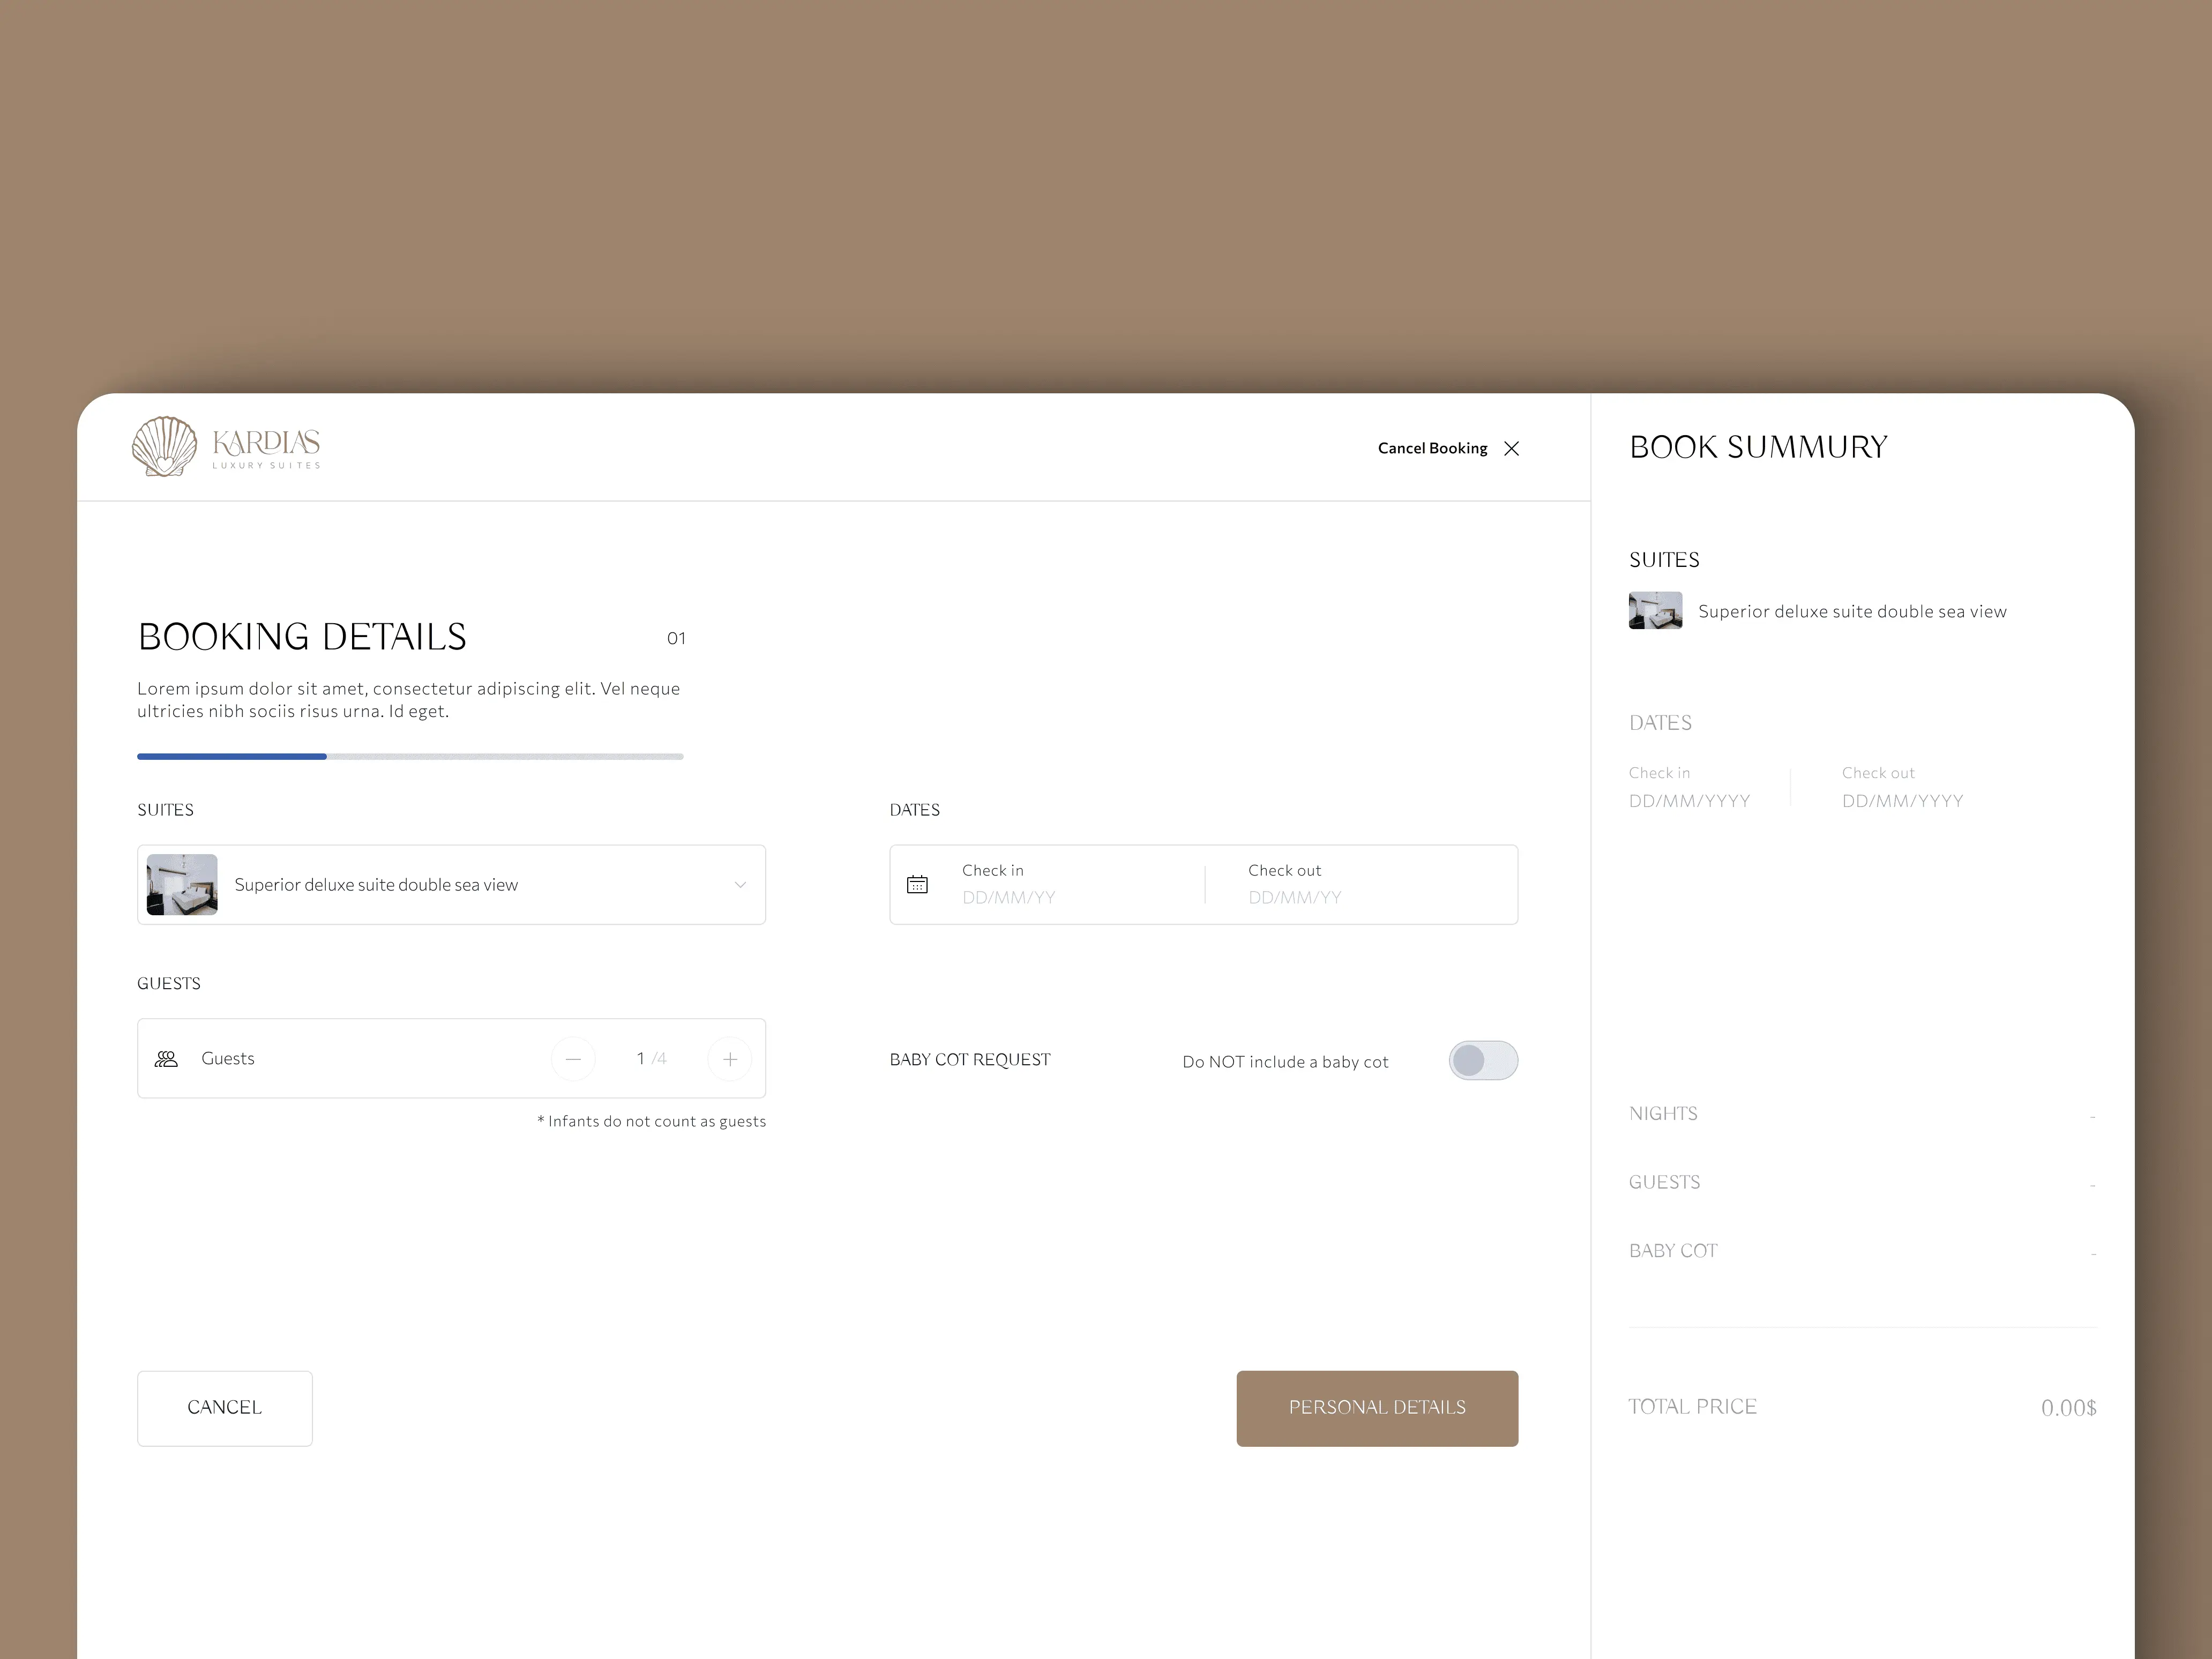 KARDIAS
LUXURY SUITES
Cancel Booking
BOOKING DETAILS
01
Lorem ipsum dolor sit amet, consectetur adipiscing elit. Vel neque
ultricies nibh sociis risus urna. Id eget.
SUITES
Superior deluxe suite double sea view
DATES
Check in
DD/MM/YY
Check out
DD/MM/YY
GUESTS
Guests
1 /4
* Infants do not count as guests
BABY COT REQUEST
Do NOT include a baby cot
CANCEL
PERSONAL DETAILS
BOOK SUMMURY
SUITES
Superior deluxe suite double sea view
DATES
Check in
DD/MM/YYYY
Check out
DD/MM/YYYY
NIGHTS -
GUESTS -
BABY COT -
TOTAL PRICE 0.00$